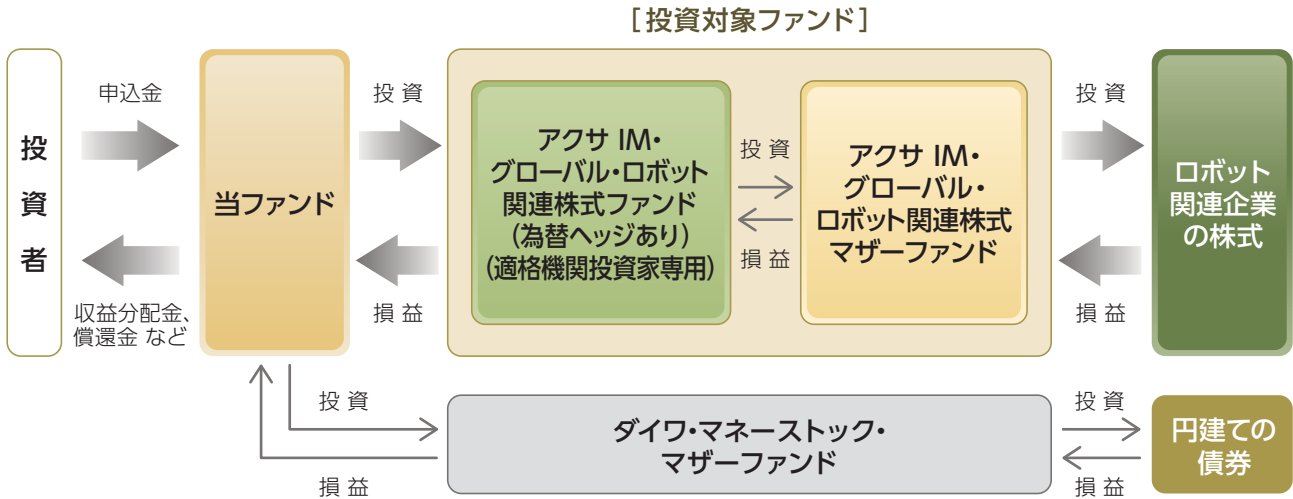 ［投資対象ファンド］
投資者
申込金
収益分配金、
償還金 など
当ファンド
投 資
損 益
アクサ IM・
グローバル・ロボット
関連株式ファンド
（為替ヘッジあり）
（適格機関投資家専用）
投 資
損 益
アクサ IM・
グローバル・
ロボット関連株式
マザーファンド
投 資
損 益
ロボット
関連企業
の株式
投 資
損 益
ダイワ・マネーストック・
マザーファンド
投 資
損 益
円建ての
債券